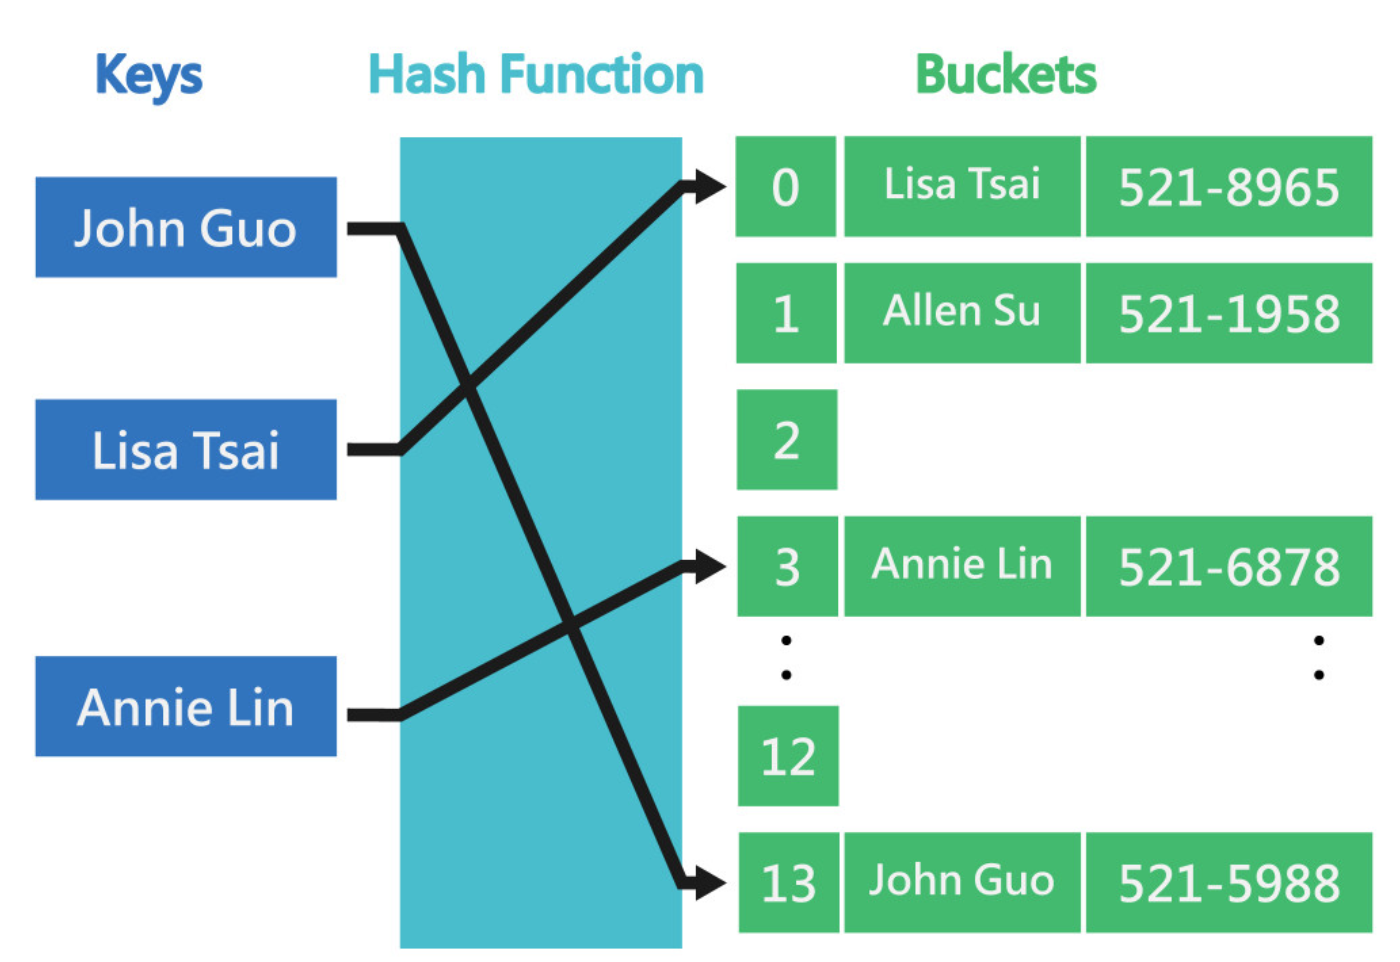 Keys
Hash Function
Buckets
John Guo
Lisa Tsai
Annie Lin
0 Lisa Tsai 521-8965
1 Allen Su 521-1958
2
3 Annie Lin 521-6878
12
13 John Guo 521-5988